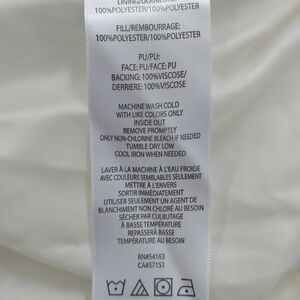 LINING/DOUBLURE:
100%POLYESTER/100%POLYESTER
FILL/REMBOURRAGE:
100%POLYESTER/100%POLYESTER
PU/PU:
FACE:PU/FACE:PU
BACKING:100%VISCOSE/
DERRIERE:100%VISCOSE
MACHINE WASH COLD
WITH LIKE COLORS ONLY
INSIDE OUT
REMOVE PROMPTLY
ONLY NON-CHLORINE BLEACH IF NEEDED
TUMBLE DRY LOW
COOL IRON WHEN NEEDED
LAVER À LA MACHINE À L'EAU FROIDE
AVEC COULEURS SEMBLABLES SEULEMENT
METTRE À L'ENVERS
SORTIR IMMÉDIATEMENT
UTILISER SEULEMENT UN AGENT DE
BLANCHIMENT NON CHLORÉ AU BESOIN
SÉCHER PAR CULBUTAGE
À BASSE TEMPÉRATURE
REPASSERÀ BASSE
TEMPÉRATURE AU BESOIN
RN#54163
CA#57151